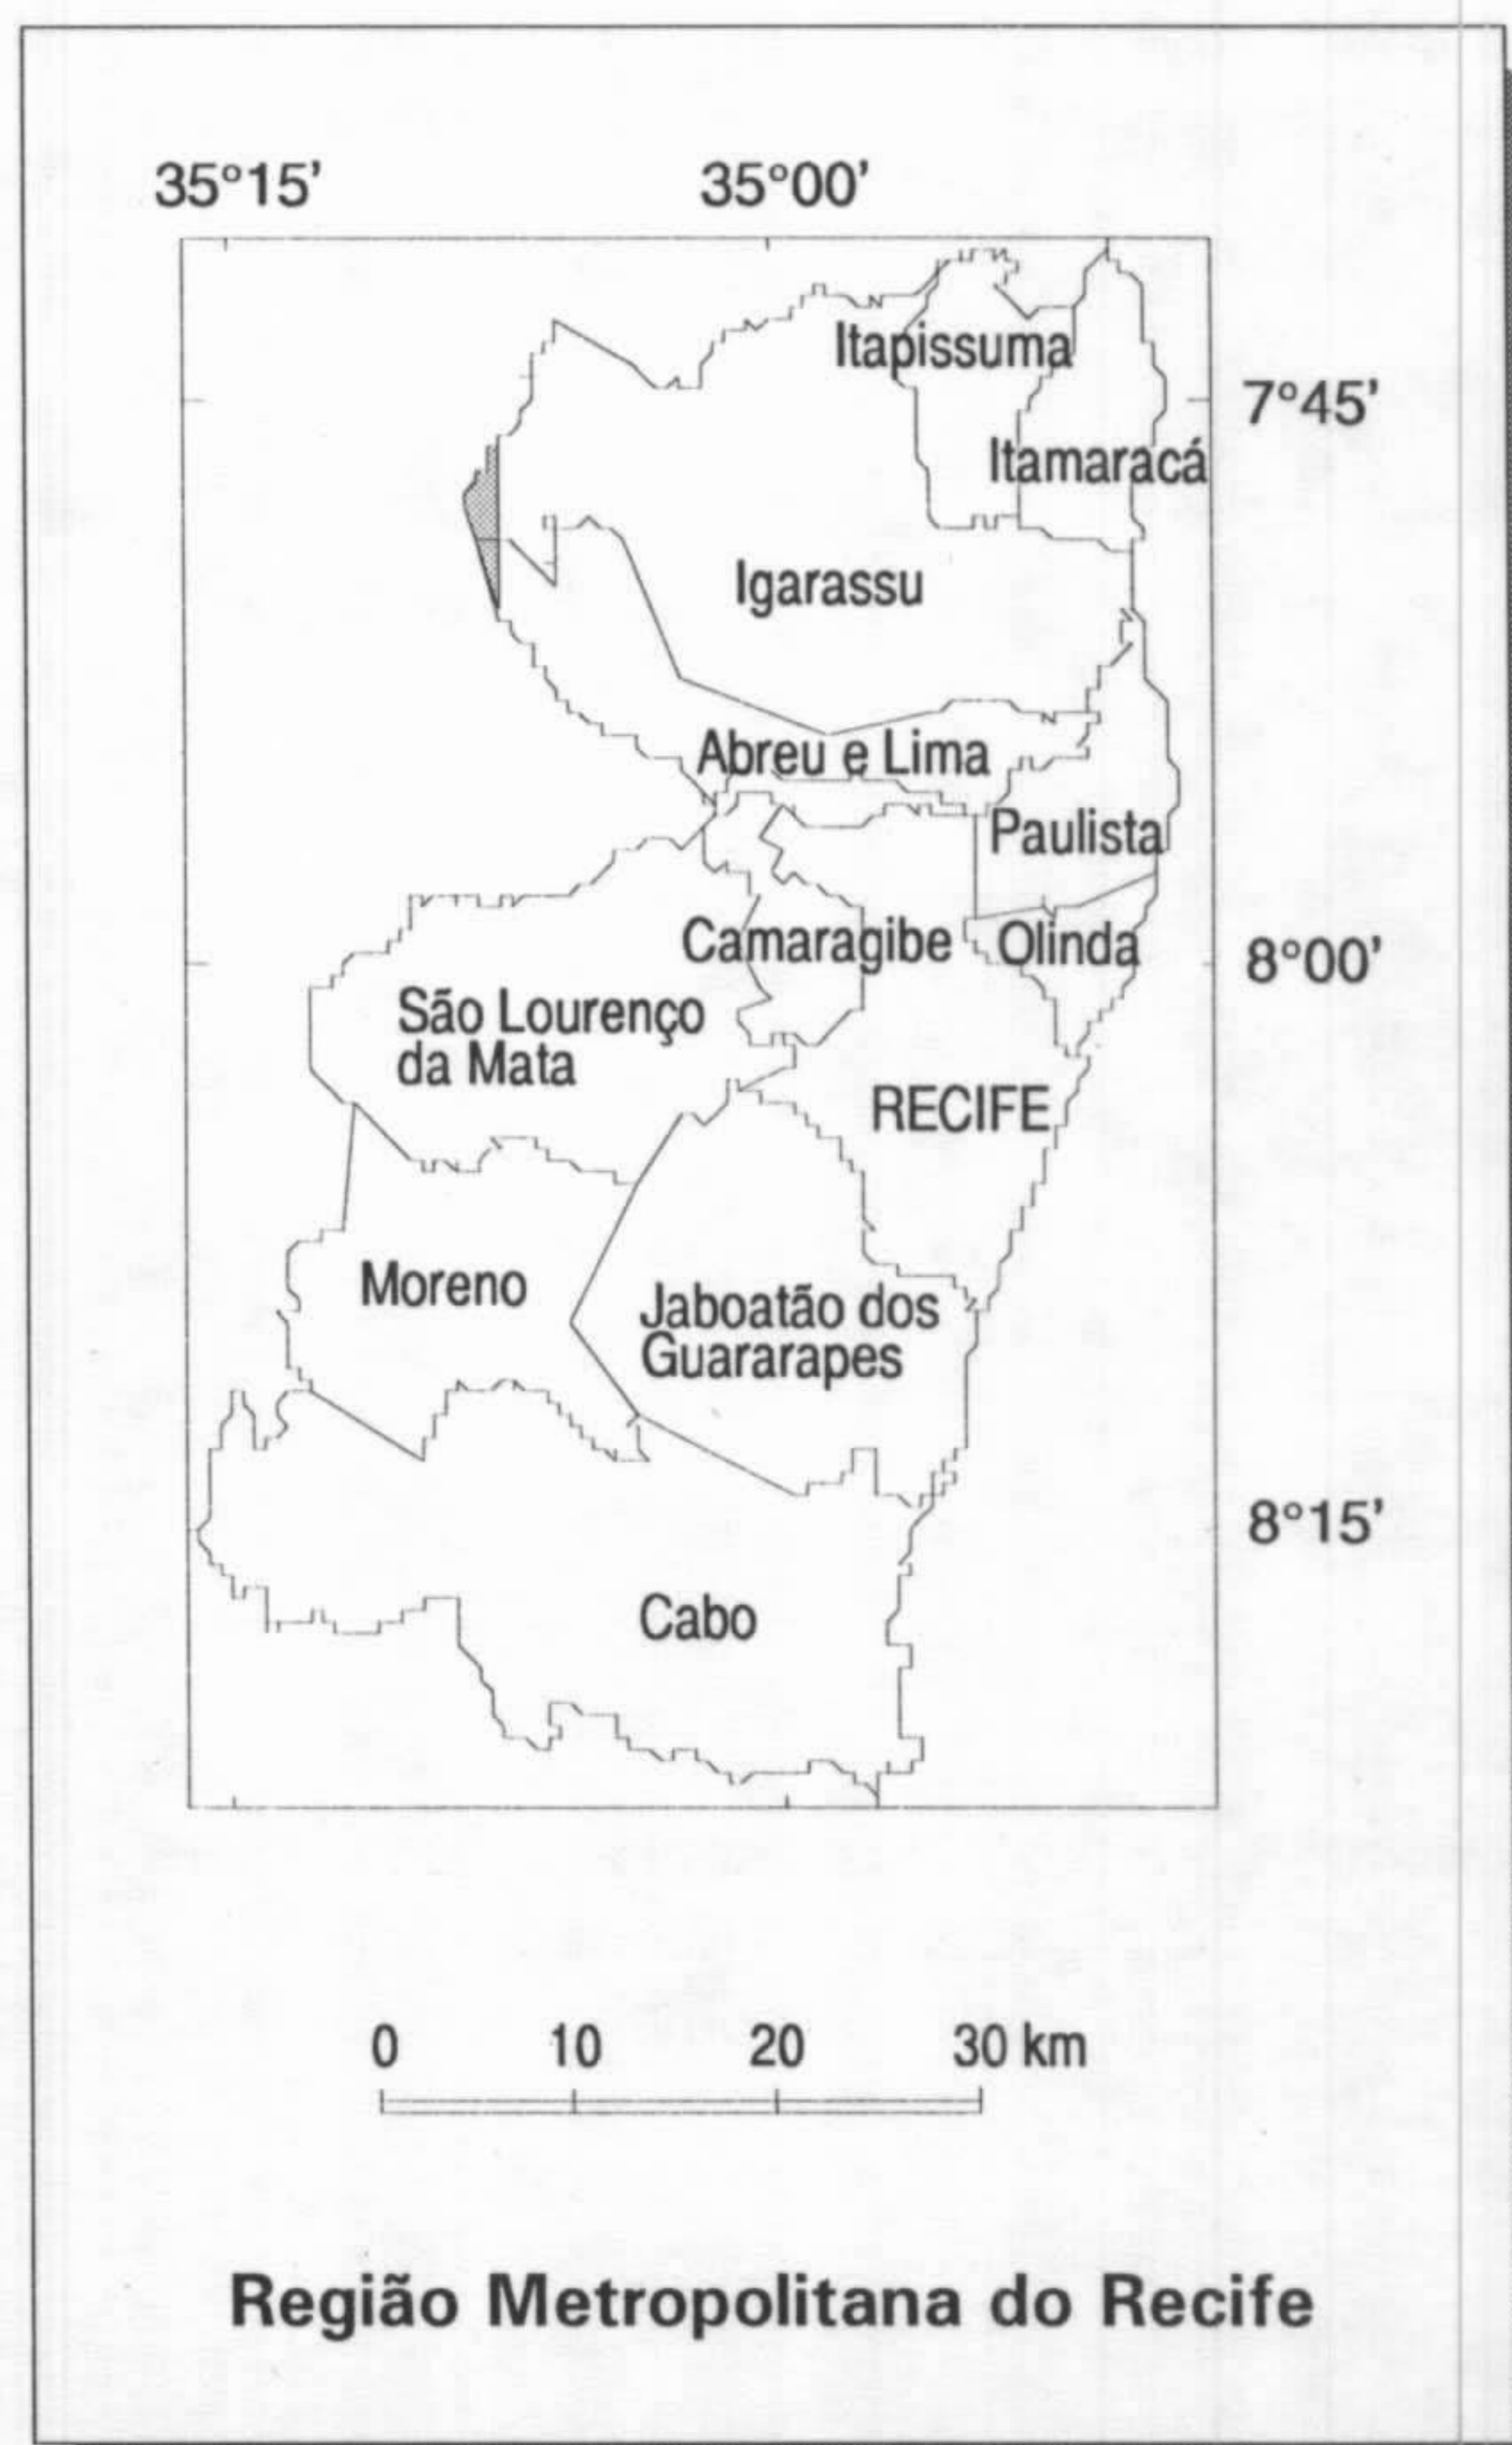 35°15' 35°00'
Itapissuma
7°45'
Itamaracá
Igarassu
Abreu e Lima
Paulista
Camaragibe
Olinda
8°00'
São Lourenço
da Mata
RECIFE
Moreno
Jaboatão dos
Guararapes
8°15'
Cabo
0 10 20 30 km
Região Metropolitana do Recife